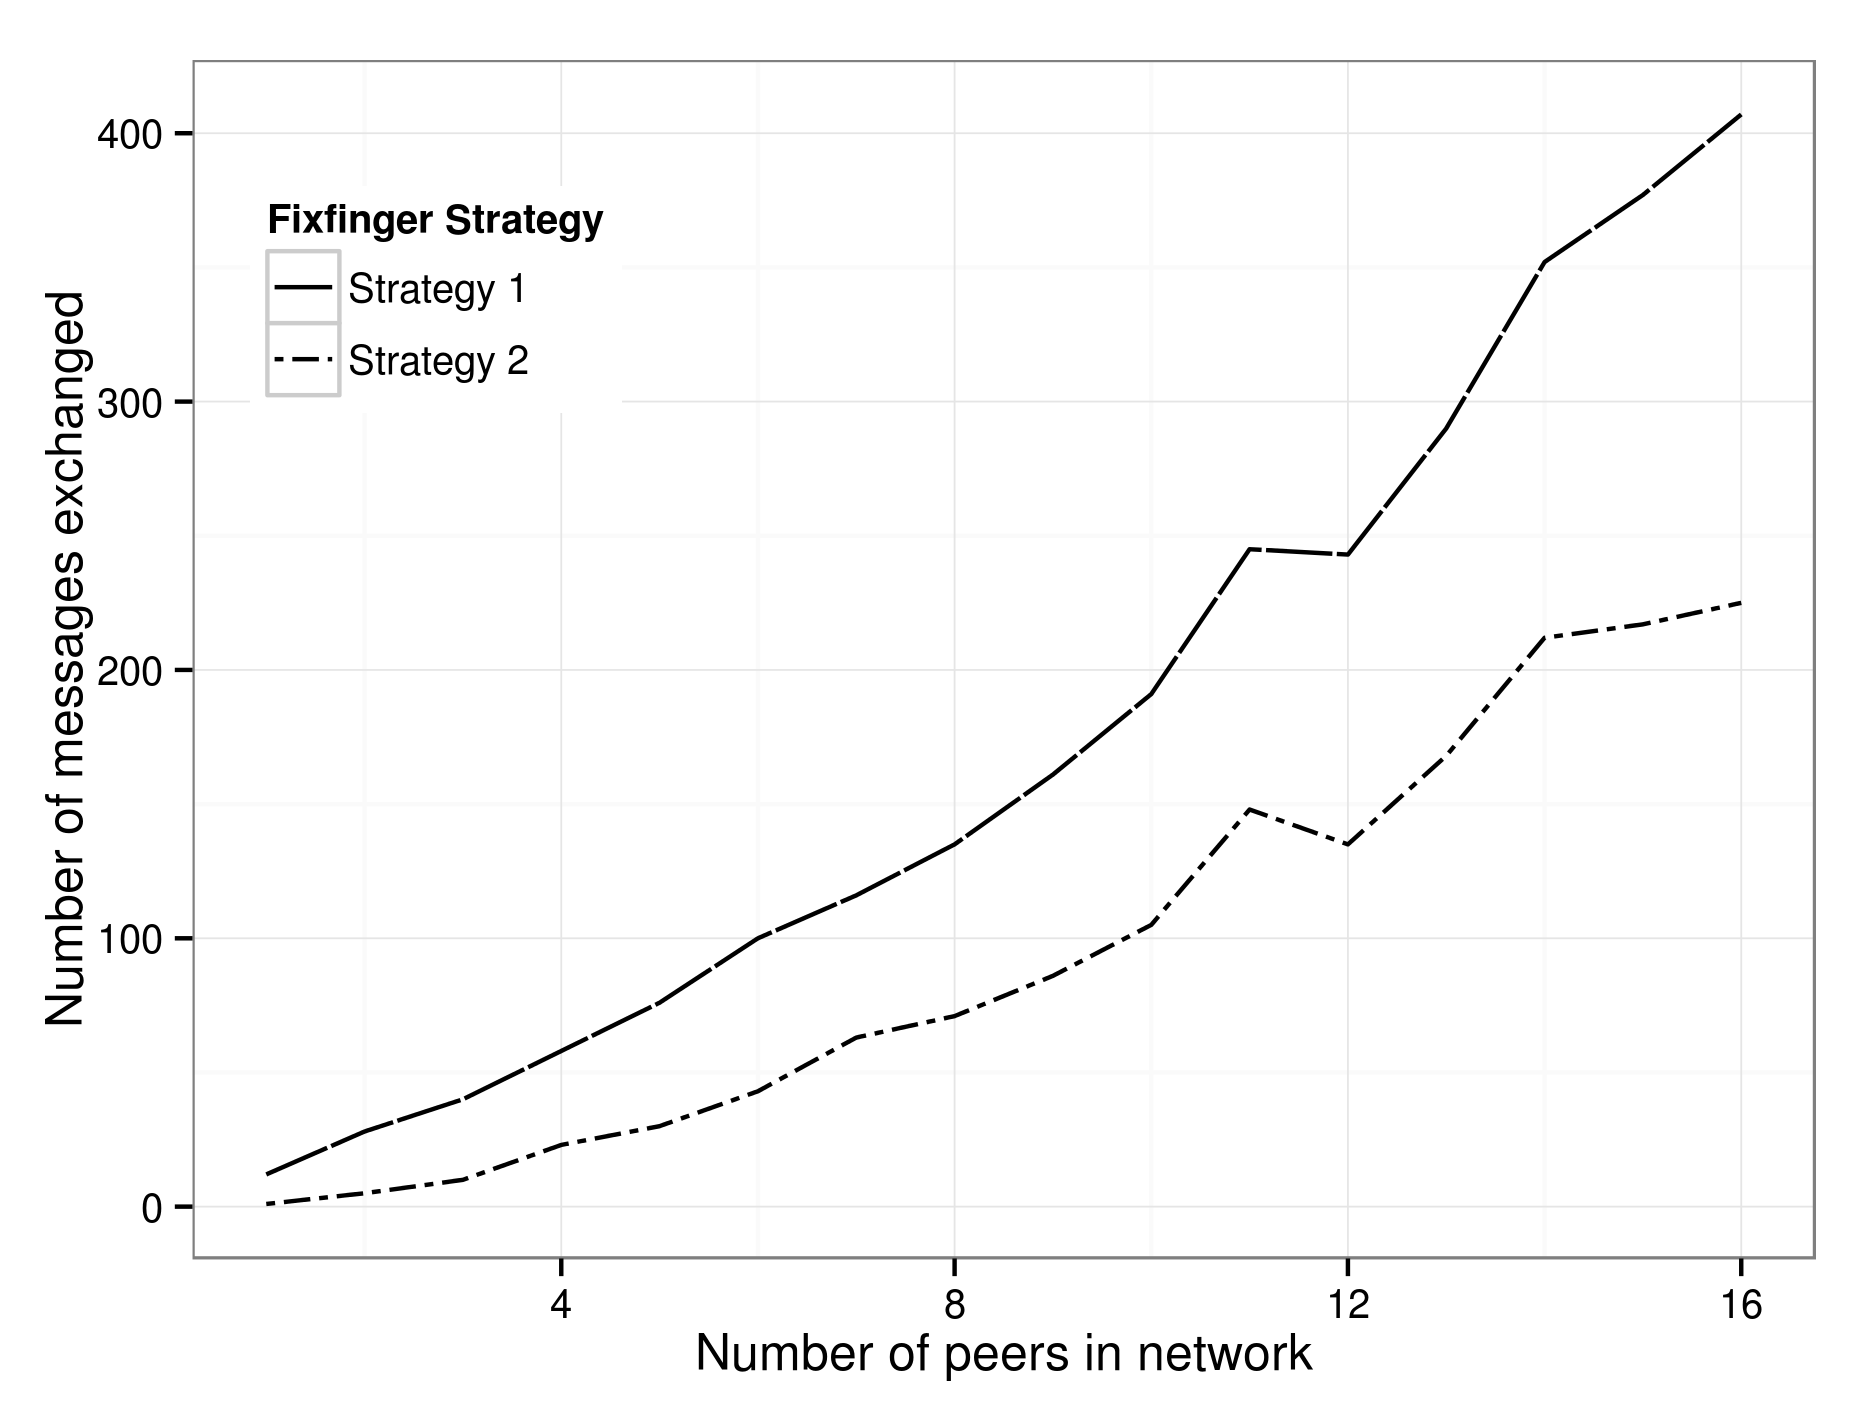 Number of messages exchanged
400
300
200
100
0
Fixfinger Strategy
Strategy 1
Strategy 2
4
8
12
16
Number of peers in network